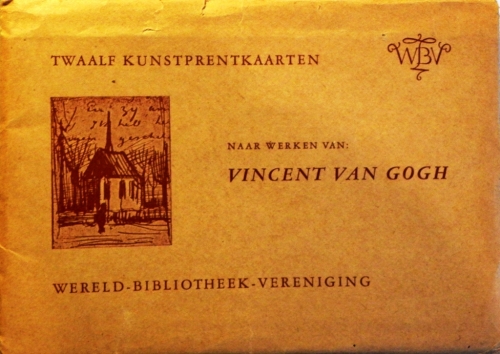 TWAALF KUNSTPRENTKAARTEN
WBV
NAAR WERKEN VAN:
VINCENT VAN GOGH
WERELD-BIBLIOTHEEK-VERENIGING